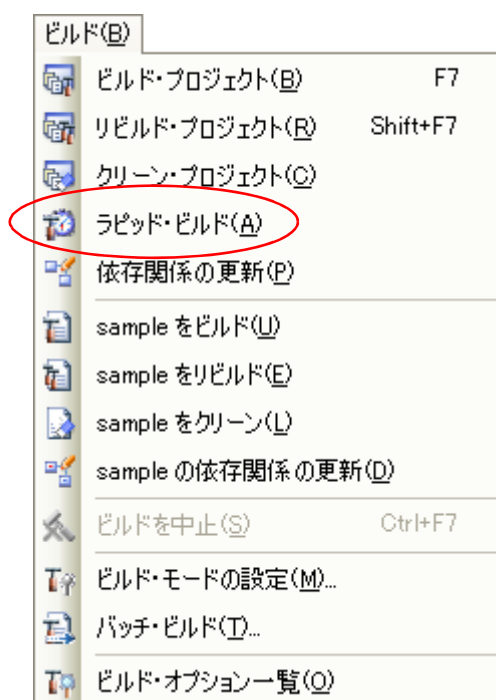 ビルド(B)
ビルド・プロジェクト(B) F7
リビルド・プロジェクト(R) Shift+F7
クリーン・プロジェクト(C)
ラピッド・ビルド(A)
依存関係の更新(P)
sample をビルド(U)
sample をリビルド(E)
sample をクリーン(L)
sample の依存関係の更新(D)
ビルドを中止(S) Ctrl+F7
ビルド・モードの設定(M)...
バッチ・ビルド(T)...
ビルド・オプション一覧(O)